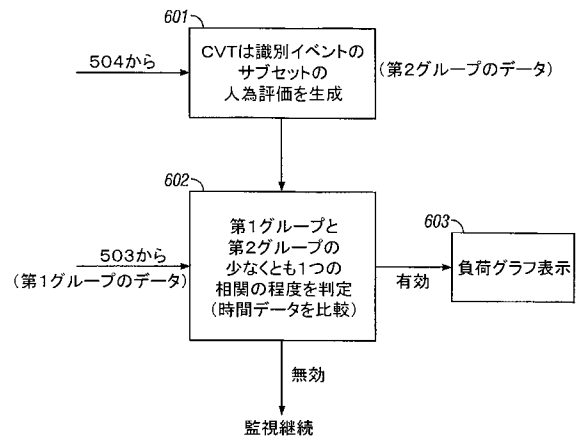 601
504から
CVTは識別イベントの
サブセットの
人為評価を生成
(第2グループのデータ)
602
503から
(第1グループのデータ)
第1グループと
第2グループの
少なくとも1つの
相関の程度を判定
(時間データを比較)
有効
603
負荷グラフ表示
無効
監視継続